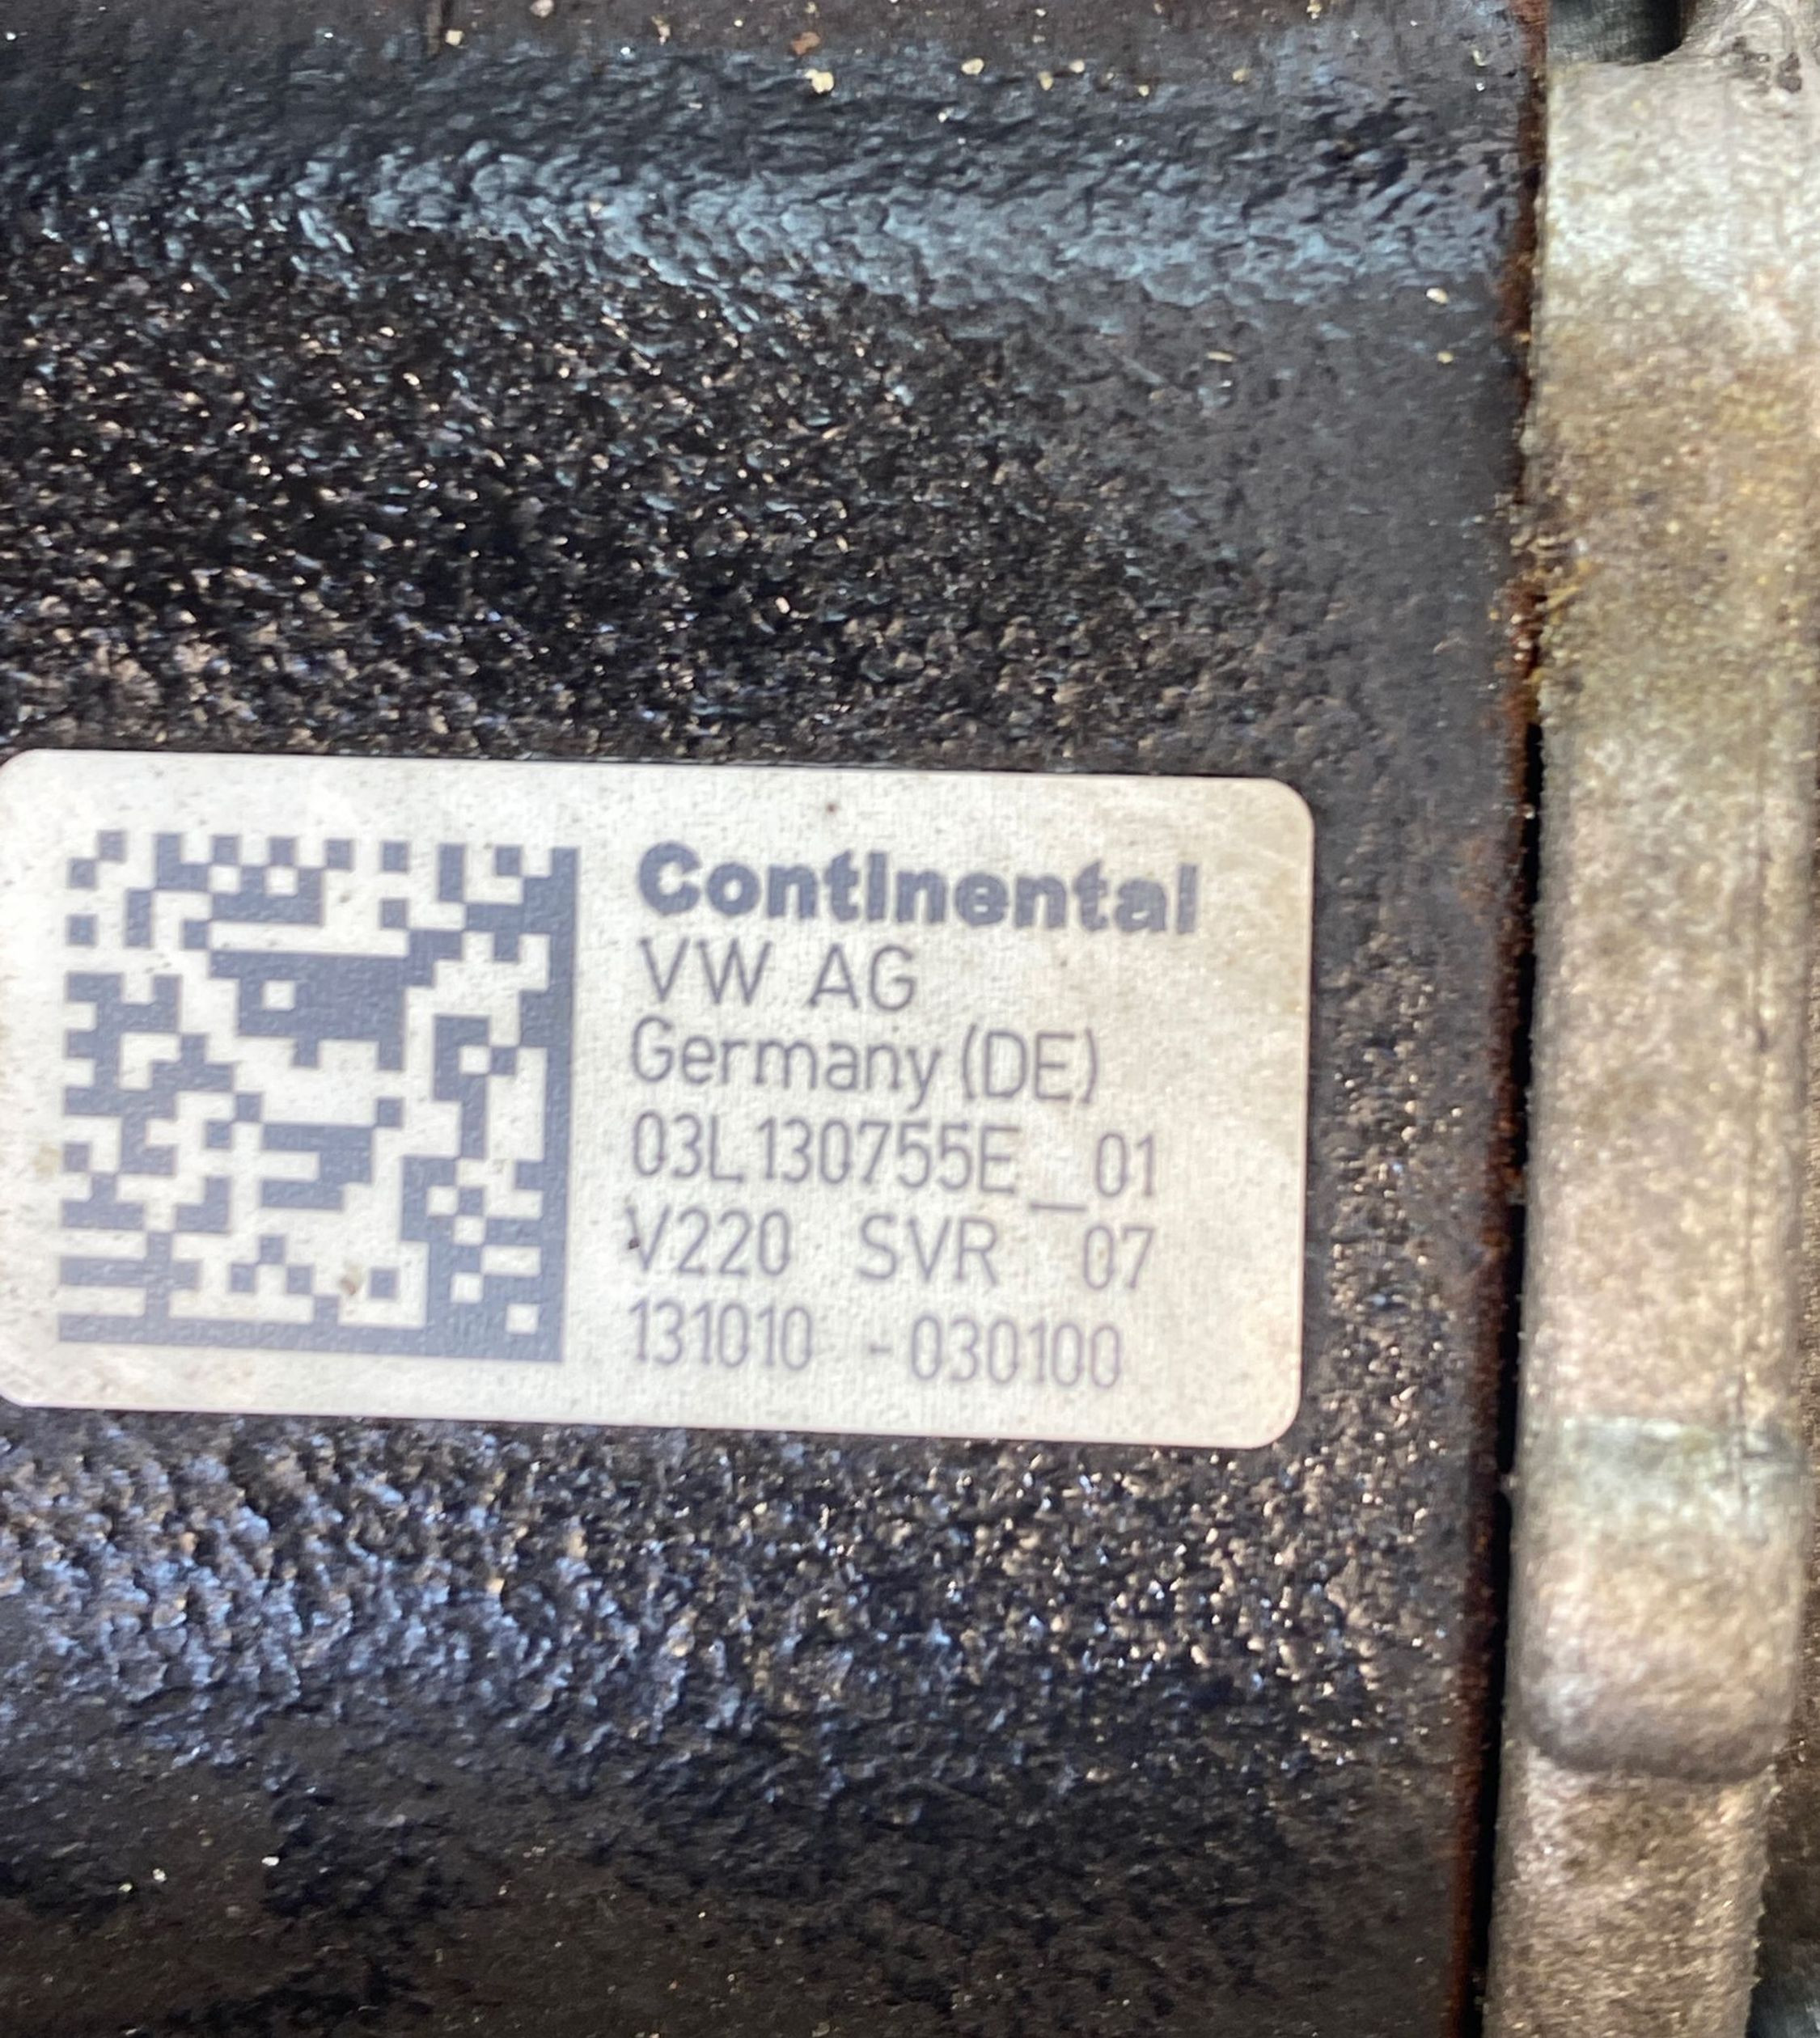 Continental
VW AG
Germany (DE)
03L130755E_01
V220 SVR 07
131010 -030100